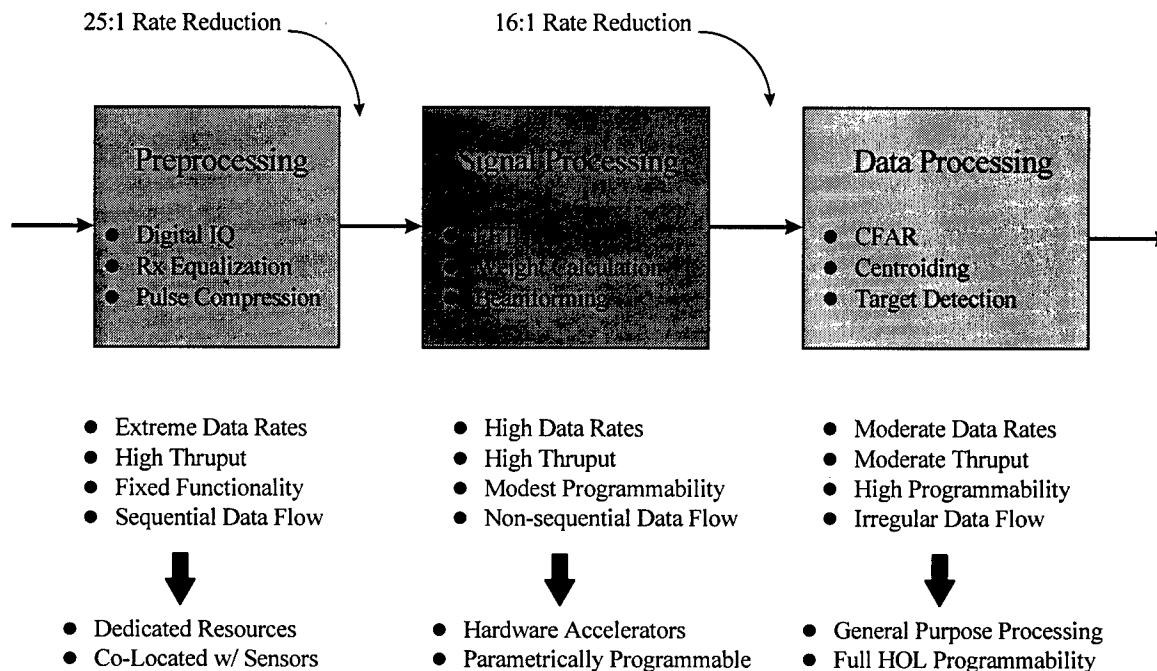 25:1 Rate Reduction
16:1 Rate Reduction
Preprocessing
● Digital IQ
● Rx Equalization
● Pulse Compression
Signal Processing
● Weight Calculation
● Beamforming
Data Processing
● CFAR
● Centroiding
● Target Detection
● Extreme Data Rates
● High Thruput
● Fixed Functionality
● Sequential Data Flow
● High Data Rates
● High Thruput
● Modest Programmability
● Non-sequential Data Flow
● Moderate Data Rates
● Moderate Thruput
● High Programmability
● Irregular Data Flow
● Dedicated Resources
● Co-Located w/ Sensors
● Hardware Accelerators
● Parametrically Programmable
● General Purpose Processing
● Full HOL Programmability